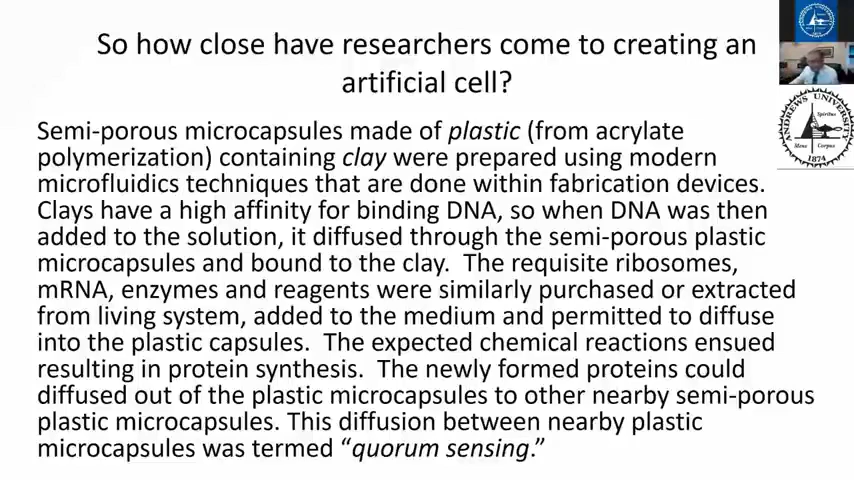 So how close have researchers come to creating an
artificial cell?
Semi-porous microcapsules made of plastic (from acrylate
polymerization) containing clay were prepared using modern
microfluidics techniques that are done within fabrication devices.
Clays have a high affinity for binding DNA, so when DNA was then
added to the solution, it diffused through the semi-porous plastic
microcapsules and bound to the clay.  The requisite ribosomes,
mRNA, enzymes and reagents were similarly purchased or extracted
from living system, added to the medium and permitted to diffuse
into the plastic capsules.  The expected chemical reactions ensued
resulting in protein synthesis.  The newly formed proteins could
diffused out of the plastic microcapsules to other nearby semi-porous
plastic microcapsules. This diffusion between nearby plastic
microcapsules was termed “quorum sensing.”
ANDREWS UNIVERSITY
Spiritus
Mens Corpus
1874